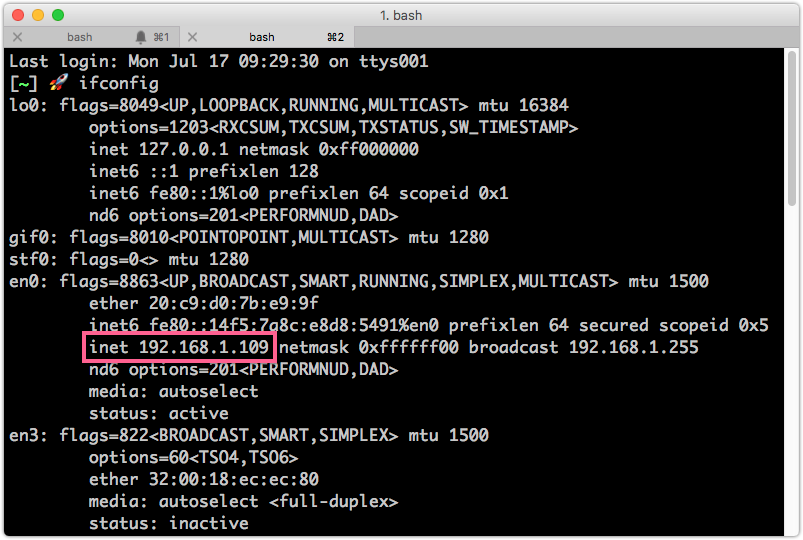 1. bash
bash ⌘1 bash ⌘2
Last login: Mon Jul 17 09:29:30 on ttys001
[~] 🚀 ifconfig
lo0: flags=8049<UP,LOOPBACK,RUNNING,MULTICAST> mtu 16384
options=1203<RXCSUM,TXCSUM,TXSTATUS,SW_TIMESTAMP>
inet 127.0.0.1 netmask 0xff000000
inet6 ::1 prefixlen 128
inet6 fe80::1%lo0 prefixlen 64 scopeid 0x1
nd6 options=201<PERFORMNUD,DAD>
gif0: flags=8010<POINTOPOINT,MULTICAST> mtu 1280
stf0: flags=0<> mtu 1280
en0: flags=8863<UP,BROADCAST,SMART,RUNNING,SIMPLEX,MULTICAST> mtu 1500
ether 20:c9:d0:7b:e9:9f
inet6 fe80::14f5:7a8c:e8d8:5491%en0 prefixlen 64 secured scopeid 0x5
inet 192.168.1.109 netmask 0xffffff00 broadcast 192.168.1.255
nd6 options=201<PERFORMNUD,DAD>
media: autoselect
status: active
en3: flags=822<BROADCAST,SMART,SIMPLEX> mtu 1500
options=60<TSO4,TSO6>
ether 32:00:18:ec:ec:80
media: autoselect <full-duplex>
status: inactive